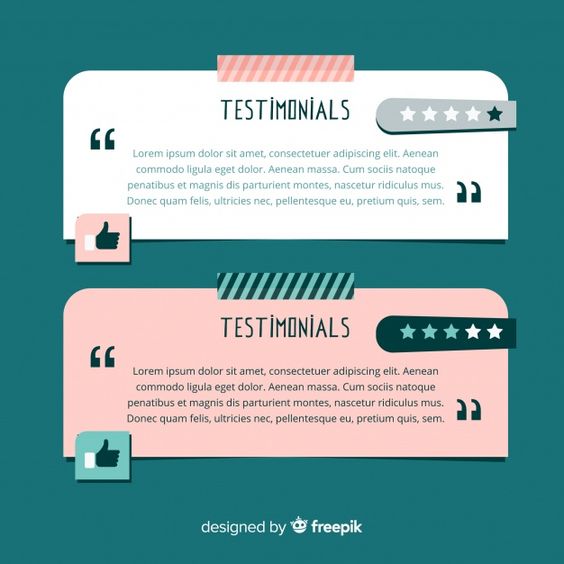 TESTIMONIALS
“
Lorem ipsum dolor sit amet, consectetuer adipiscing elit. Aenean
commodo ligula eget dolor. Aenean massa. Cum sociis natoque
penatibus et magnis dis parturient montes, nascetur ridiculus mus.
Donec quam felis, ultricies nec, pellentesque eu, pretium quis, sem.
”
TESTIMONIALS
“
Lorem ipsum dolor sit amet, consectetuer adipiscing elit. Aenean
commodo ligula eget dolor. Aenean massa. Cum sociis natoque
penatibus et magnis dis parturient montes, nascetur ridiculus mus.
Donec quam felis, ultricies nec, pellentesque eu, pretium quis, sem.
”
designed by freepik